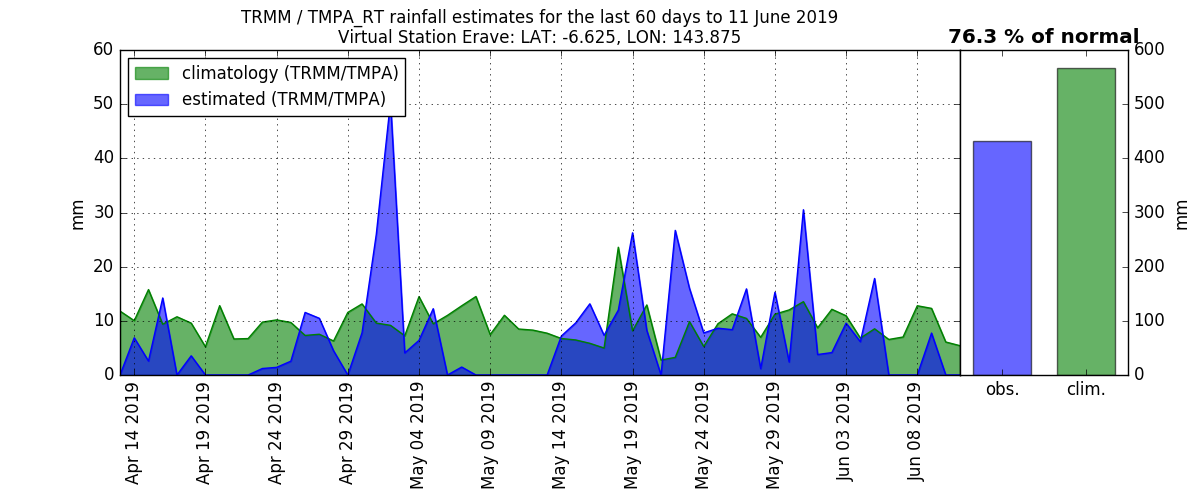 TRMM / TMPA_RT rainfall estimates for the last 60 days to 11 June 2019
Virtual Station Erave: LAT: -6.625, LON: 143.875
76.3 % of normal
climatology (TRMM/TMPA)
estimated (TRMM/TMPA)
60
50
40
30
20
10
0
mm
600
500
400
300
200
100
0
mm
Apr 14 2019
Apr 19 2019
Apr 24 2019
Apr 29 2019
May 04 2019
May 09 2019
May 14 2019
May 19 2019
May 24 2019
May 29 2019
Jun 03 2019
Jun 08 2019
obs.
clim.